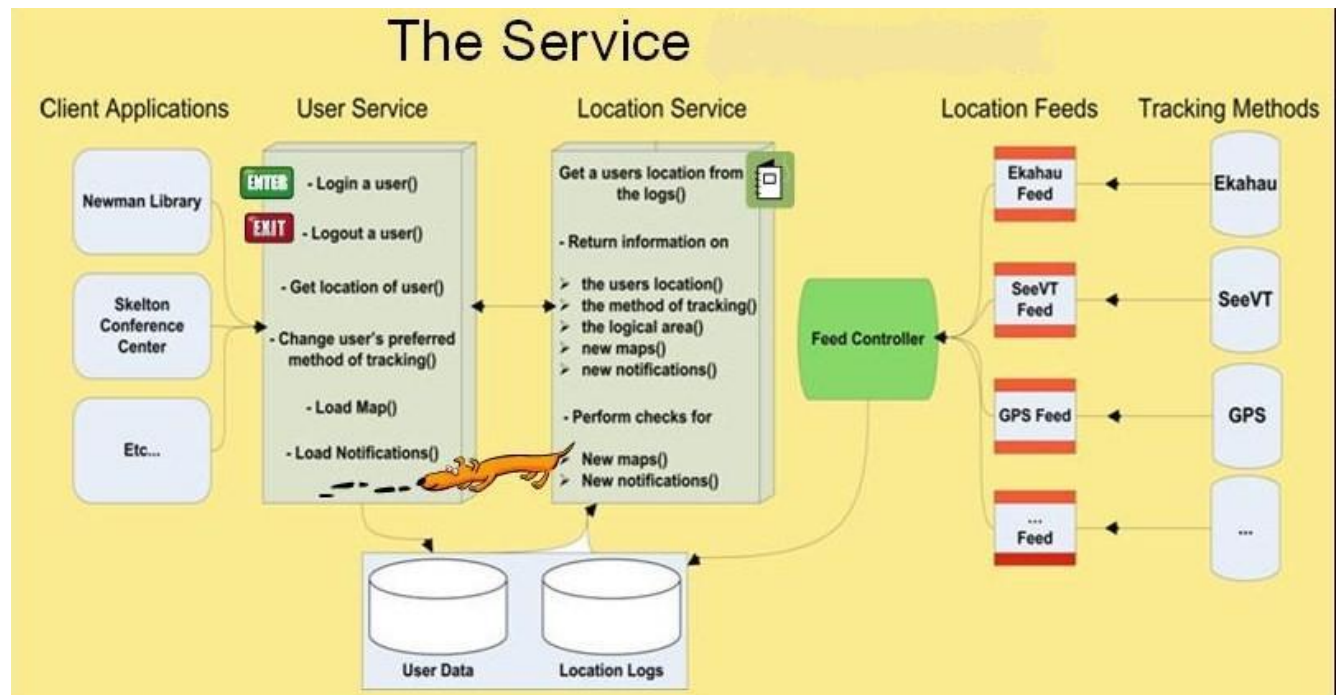 The Service
Client Applications
User Service
Location Service
Location Feeds
Tracking Methods
Newman Library
Skelton
Conference
Center
Etc...
ENTER
- Login a user()
EXIT
- Logout a user()
- Get location of user()
- Change user's preferred
method of tracking()
- Load Map()
- Load Notifications()
Get a users location from
the logs()
- Return information on
➢ the users location()
➢ the method of tracking()
➢ the logical area()
➢ new maps()
➢ new notifications()
- Perform checks for
➢ New maps()
➢ New notifications()
Feed Controller
Ekahau
Feed
SeeVT
Feed
GPS Feed
...
Feed
Ekahau
SeeVT
GPS
...
User Data
Location Logs